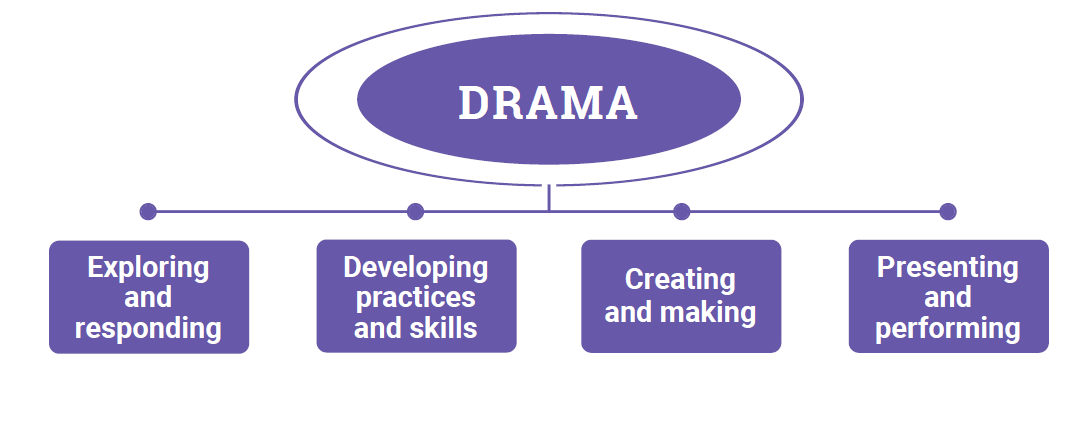 DRAMA
Exploring
and
responding
Developing
practices
and skills
Creating
and making
Presenting
and
performing